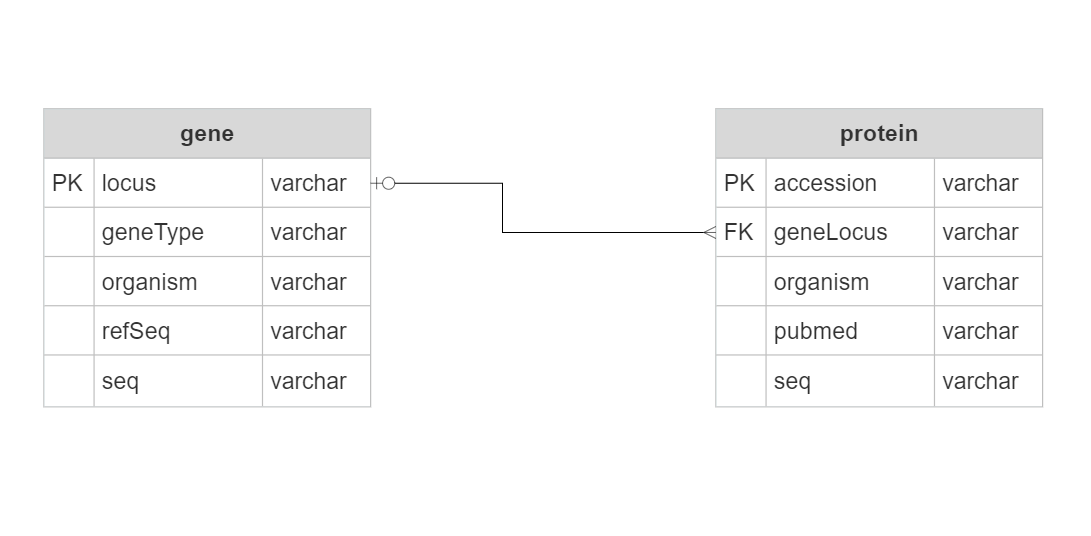 gene
PK locus varchar
geneType varchar
organism varchar
refSeq varchar
seq varchar
protein
PK accession varchar
FK geneLocus varchar
organism varchar
pubmed varchar
seq varchar